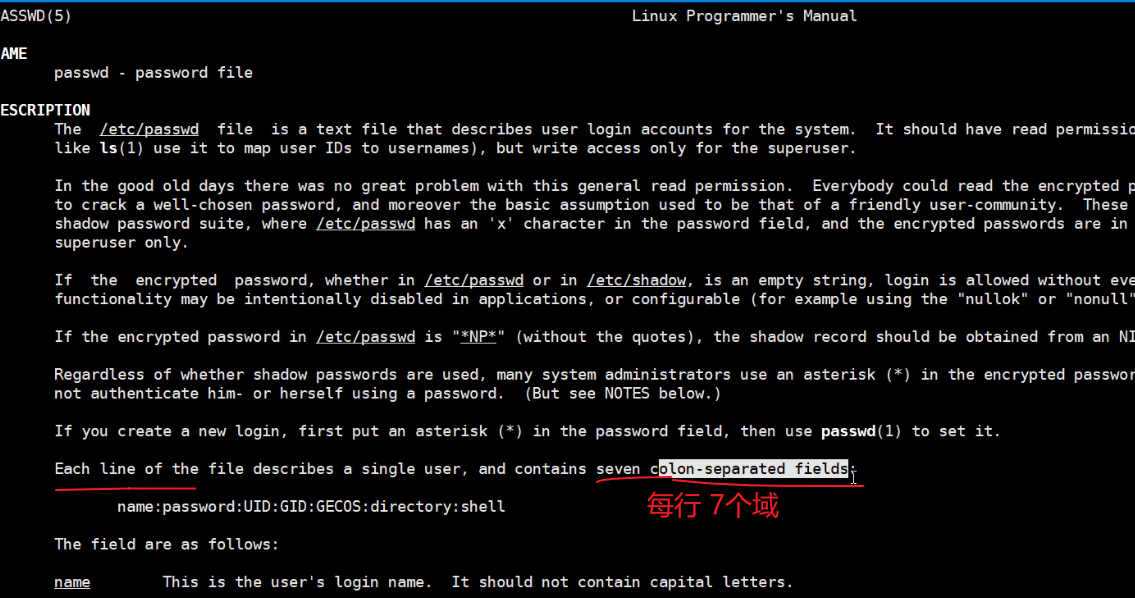 ASSWD(5) Linux Programmer's Manual
AME
passwd - password file
ESCRIPTION
The /etc/passwd file is a text file that describes user login accounts for the system. It should have read permissio
like ls(1) use it to map user IDs to usernames), but write access only for the superuser.
In the good old days there was no great problem with this general read permission. Everybody could read the encrypted p
to crack a well-chosen password, and moreover the basic assumption used to be that of a friendly user-community. These
shadow password suite, where /etc/passwd has an 'x' character in the password field, and the encrypted passwords are in
superuser only.
If the encrypted password, whether in /etc/passwd or in /etc/shadow, is an empty string, login is allowed without eve
functionality may be intentionally disabled in applications, or configurable (for example using the "nullok" or "nonull"
If the encrypted password in /etc/passwd is "*NP*" (without the quotes), the shadow record should be obtained from an NI
Regardless of whether shadow passwords are used, many system administrators use an asterisk (*) in the encrypted passwor
not authenticate him- or herself using a password. (But see NOTES below.)
If you create a new login, first put an asterisk (*) in the password field, then use passwd(1) to set it.
Each line of the file describes a single user, and contains seven colon-separated fields:
每行 7个域
name:password:UID:GID:GECOS:directory:shell
The field are as follows:
name This is the user's login name. It should not contain capital letters.